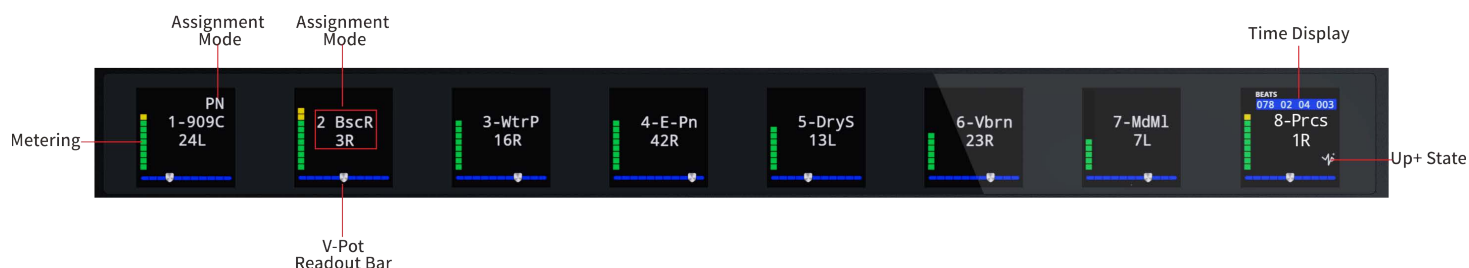 Assignment
Mode
Assignment
Mode
Time Display
PN
1-909C
24L
2 BscR
3R
3-WtrP
16R
4-E-Pn
42R
5-DryS
13L
6-Vbrn
23R
7-MdMl
7L
BEATS
078 02 04 003
8-Prcs
1R
Metering
Up+ State
V-Pot
Readout Bar